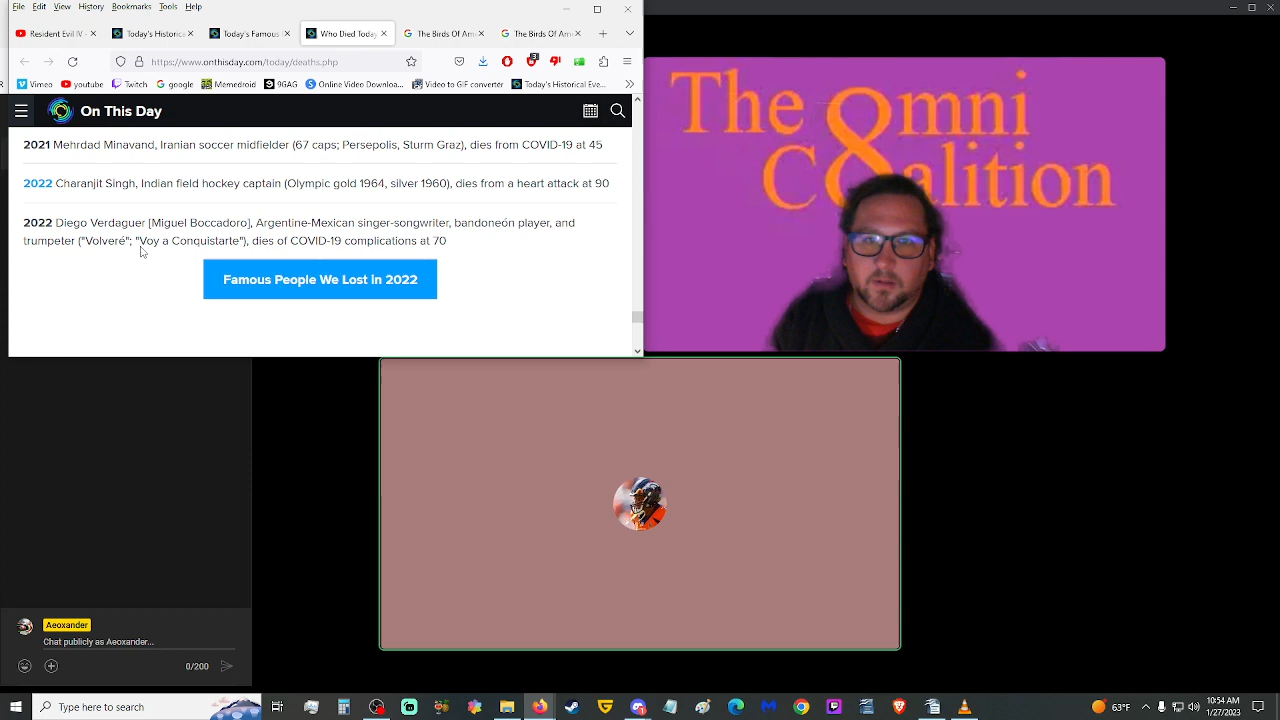 File Edit View History Bookmarks Tools Help
Resident Evil IV -
Today's Historica
Today's Famous
Who Died Today
The Birds Of Am
The Birds Of Am
https://www.onthisday.com/today/deaths.php
3
Vimeo youtube Twitch google Memedroid 9GAG Online Video Downloa... Video to GIF converter Today's Historical Eve...
On This Day
2021 Mehrdad Minavand, Iranian soccer midfielder (67 caps; Persepolis, Sturm Graz), dies from COVID-19 at 45
2022 Charanjit Singh, Indian field hockey captain (Olympic gold 1964, silver 1960), dies from a heart attack at 90
2022 Diego Verdaguer [Miguel Boccadoro], Argentine-Mexican singer-songwriter, bandoneón player, and
trumpeter ("Volveré"; "Voy a Conquistarte"), dies of COVID-19 complications at 70
Famous People We Lost in 2022
The Omni
Coalition
Aeoxander
Chat publicly as Aeoxander...
0/200
Type here to search
63°F
10:54 AM
1/27/2023